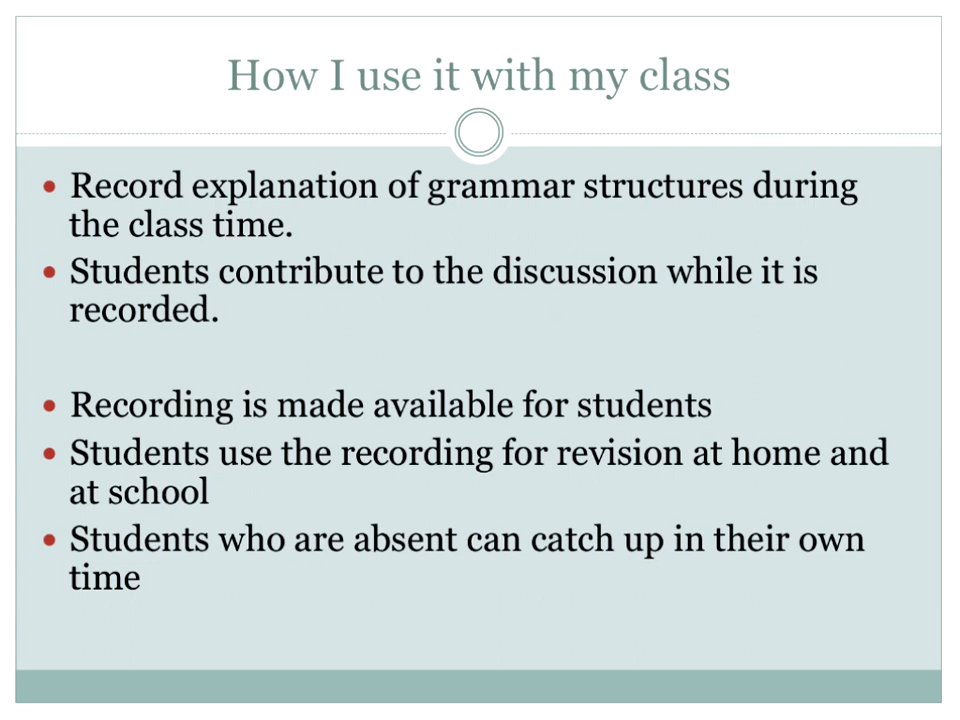 How I use it with my class
• Record explanation of grammar structures during
the class time.
• Students contribute to the discussion while it is
recorded.
• Recording is made available for students
• Students use the recording for revision at home and
at school
• Students who are absent can catch up in their own
time